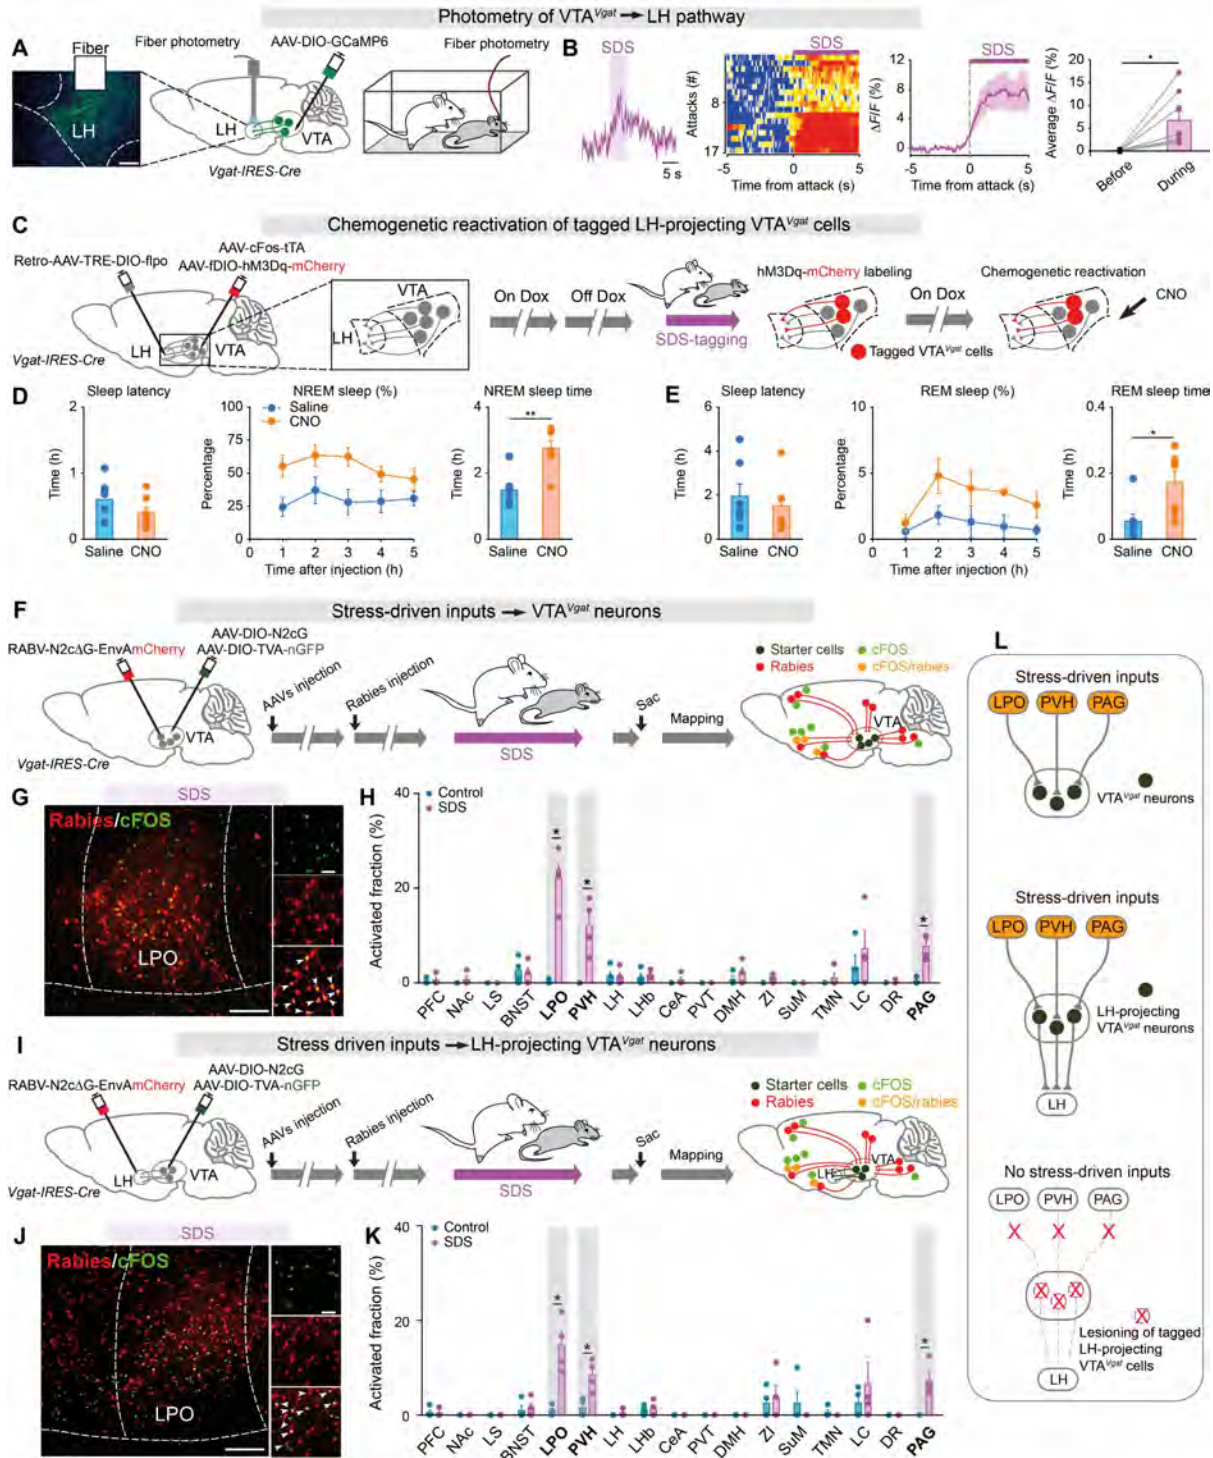 Photometry of VTAVgat → LH pathway
A
Fiber
LH
Fiber photometry
AAV-DIO-GCaMP6
LH
VTA
Vgat-IRES-Cre
Fiber photometry
B
SDS
5 s
SDS
Attacks (#)
8
17
-5 0 5
Time from attack (s)
SDS
ΔF/F (%)
12
8
4
0
-5 0 5
Time from attack (s)
Average ΔF/F (%)
20
15
10
5
0
*
Before
During
C
Chemogenetic reactivation of tagged LH-projecting VTAVgat cells
AAV-cFos-tTA
Retro-AAV-TRE-DIO-flpo
AAV-fDIO-hM3Dq-mCherry
LH
VTA
Vgat-IRES-Cre
VTA
LH
On Dox
Off Dox
SDS-tagging
hM3Dq-mCherry labeling
Tagged VTAVgat cells
On Dox
Chemogenetic reactivation
CNO
D
Sleep latency
Time (h)
2
1
0
Saline CNO
NREM sleep (%)
Saline
CNO
Percentage
100
75
50
25
0
0 1 2 3 4 5
Time after injection (h)
NREM sleep time
Time (h)
4
2
0
**
Saline CNO
E
Sleep latency
Time (h)
6
4
2
0
Saline CNO
REM sleep (%)
Percentage
10
5
0
0 1 2 3 4 5
Time after injection (h)
REM sleep time
Time (h)
0.4
0.2
0
*
Saline CNO
F
Stress-driven inputs → VTAVgat neurons
AAV-DIO-N2cG
RABV-N2cΔG-EnvAmCherry
AAV-DIO-TVA-nGFP
VTA
Vgat-IRES-Cre
AAVs injection
Rabies injection
SDS
Sac
Mapping
Starter cells
cFOS
Rabies
cFOS/rabies
VTA
G
SDS
Rabies/cFOS
LPO
H
Control
SDS
Activated fraction (%)
40
20
0
*
*
*
PFC NAc LS BNST LPO PVH LH LHb CeA PVT DMH ZI SuM TMN LC DR PAG
I
Stress driven inputs → LH-projecting VTAVgat neurons
AAV-DIO-N2cG
RABV-N2cΔG-EnvAmCherry
AAV-DIO-TVA-nGFP
LH
VTA
Vgat-IRES-Cre
AAVs injection
Rabies injection
SDS
Sac
Mapping
Starter cells
cFOS
Rabies
cFOS/rabies
LH
VTA
J
SDS
Rabies/cFOS
LPO
K
Control
SDS
Activated fraction (%)
40
20
0
*
*
*
PFC NAc LS BNST LPO PVH LH LHb CeA PVT DMH ZI SuM TMN LC DR PAG
L
Stress-driven inputs
LPO PVH PAG
VTAVgat neurons
Stress-driven inputs
LPO PVH PAG
LH-projecting
VTAVgat neurons
LH
No stress-driven inputs
LPO PVH PAG
Lesioning of tagged
LH-projecting
VTAVgat cells
LH